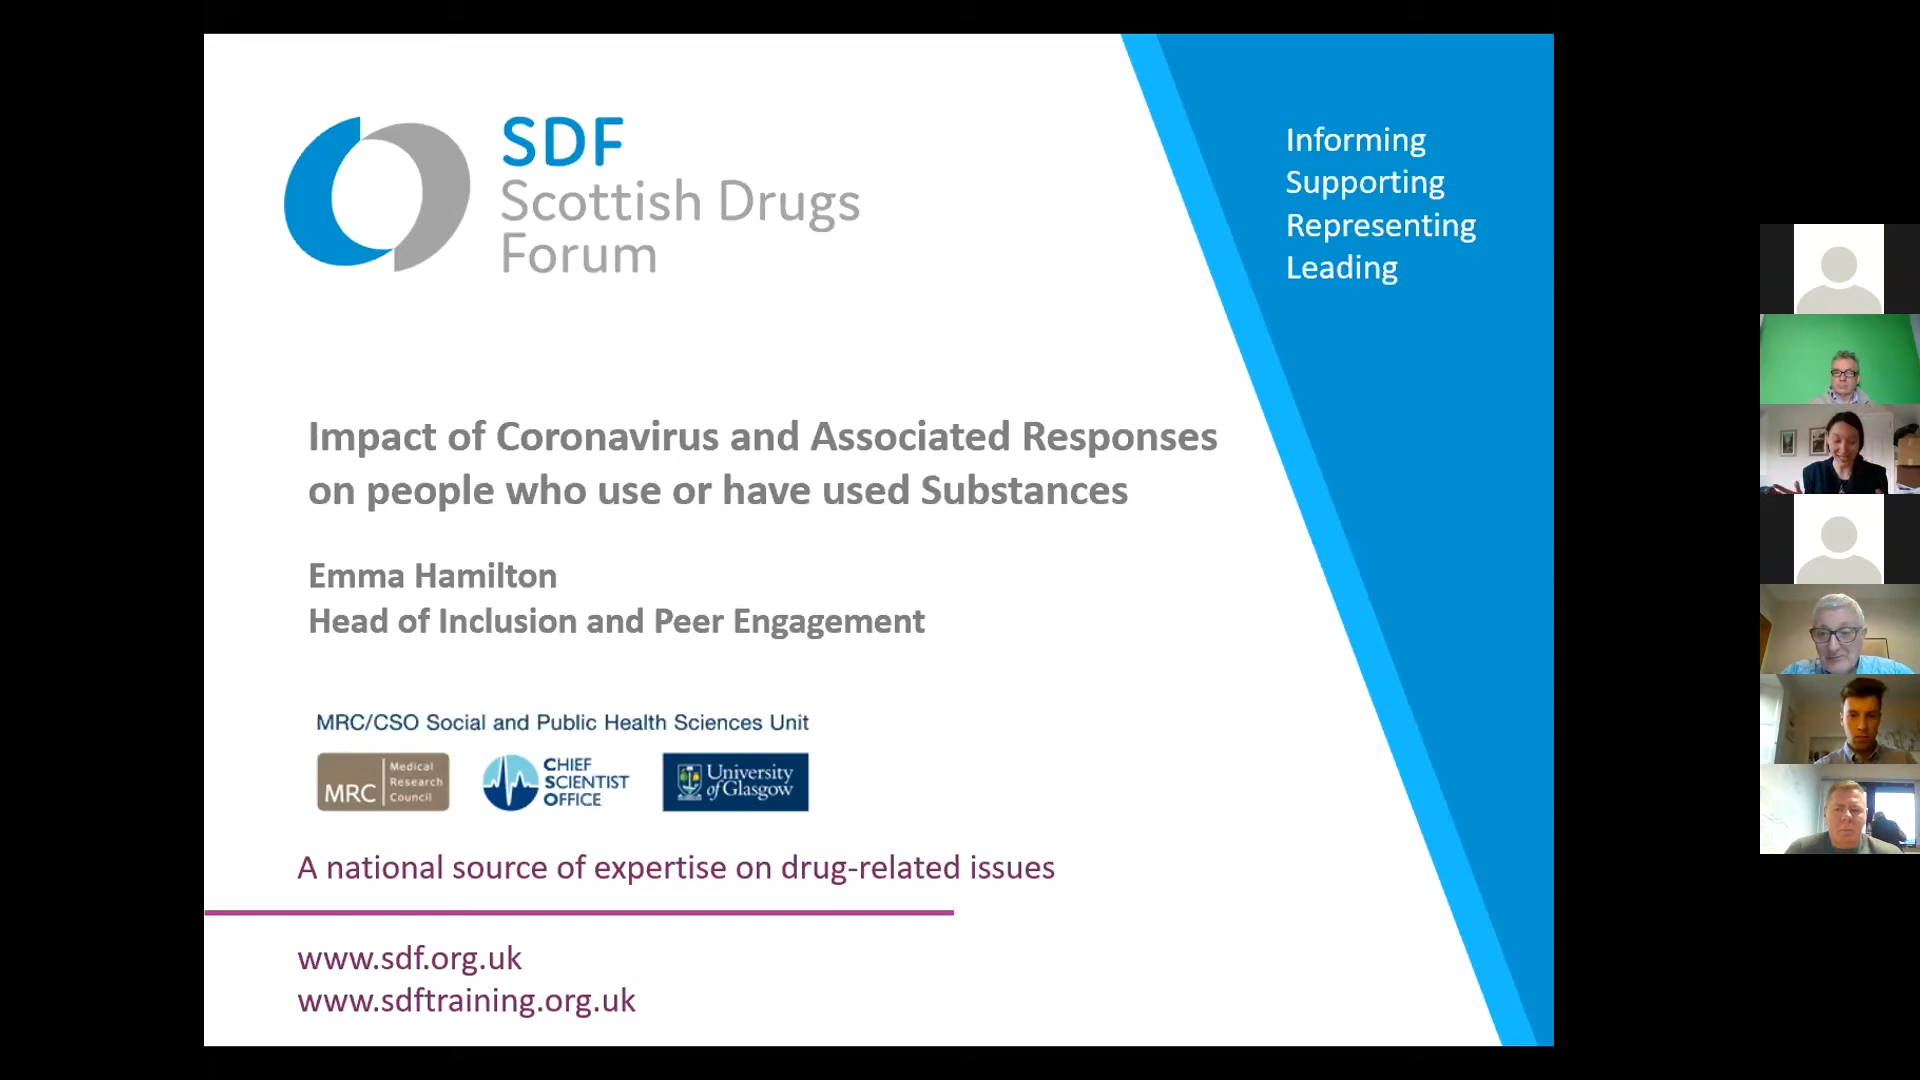 SDF
Scottish Drugs
Forum
Informing
Supporting
Representing
Leading
Impact of Coronavirus and Associated Responses
on people who use or have used Substances
Emma Hamilton
Head of Inclusion and Peer Engagement
MRC/CSO Social and Public Health Sciences Unit
MRC
Medical
Research
Council
CHIEF
SCIENTIST
OFFICE
University
of Glasgow
A national source of expertise on drug-related issues
www.sdf.org.uk
www.sdftraining.org.uk